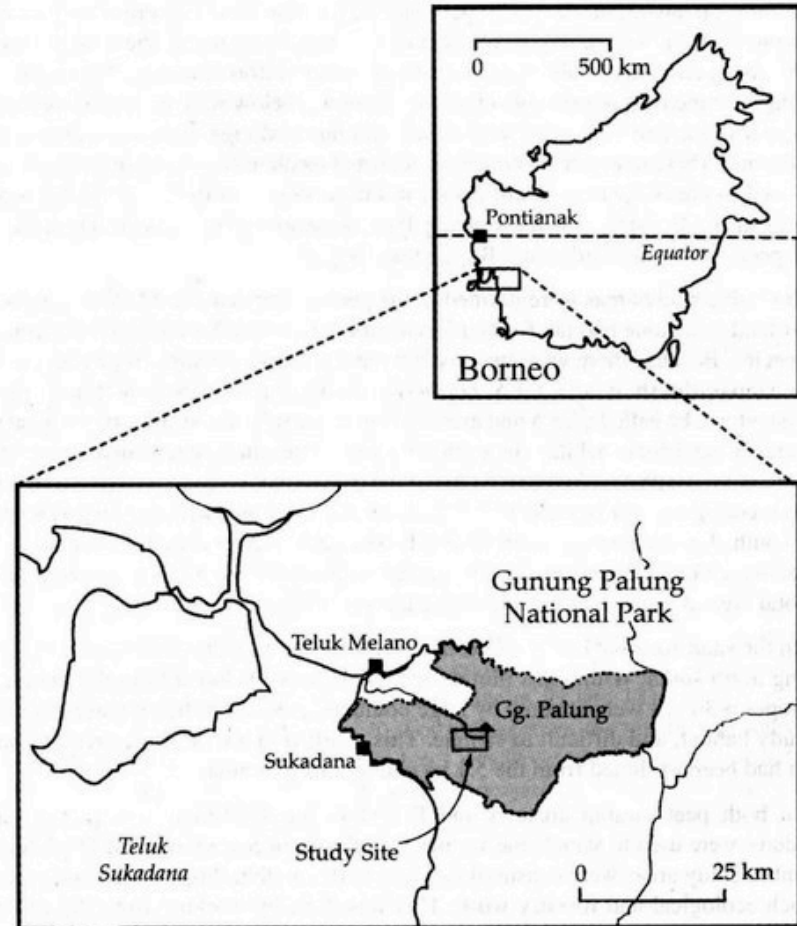 0 500 km
Pontianak
Equator
Borneo
Gunung Palung
National Park
Teluk Melano
Gg. Palung
Sukadana
Teluk
Sukadana
Study Site
0 25 km